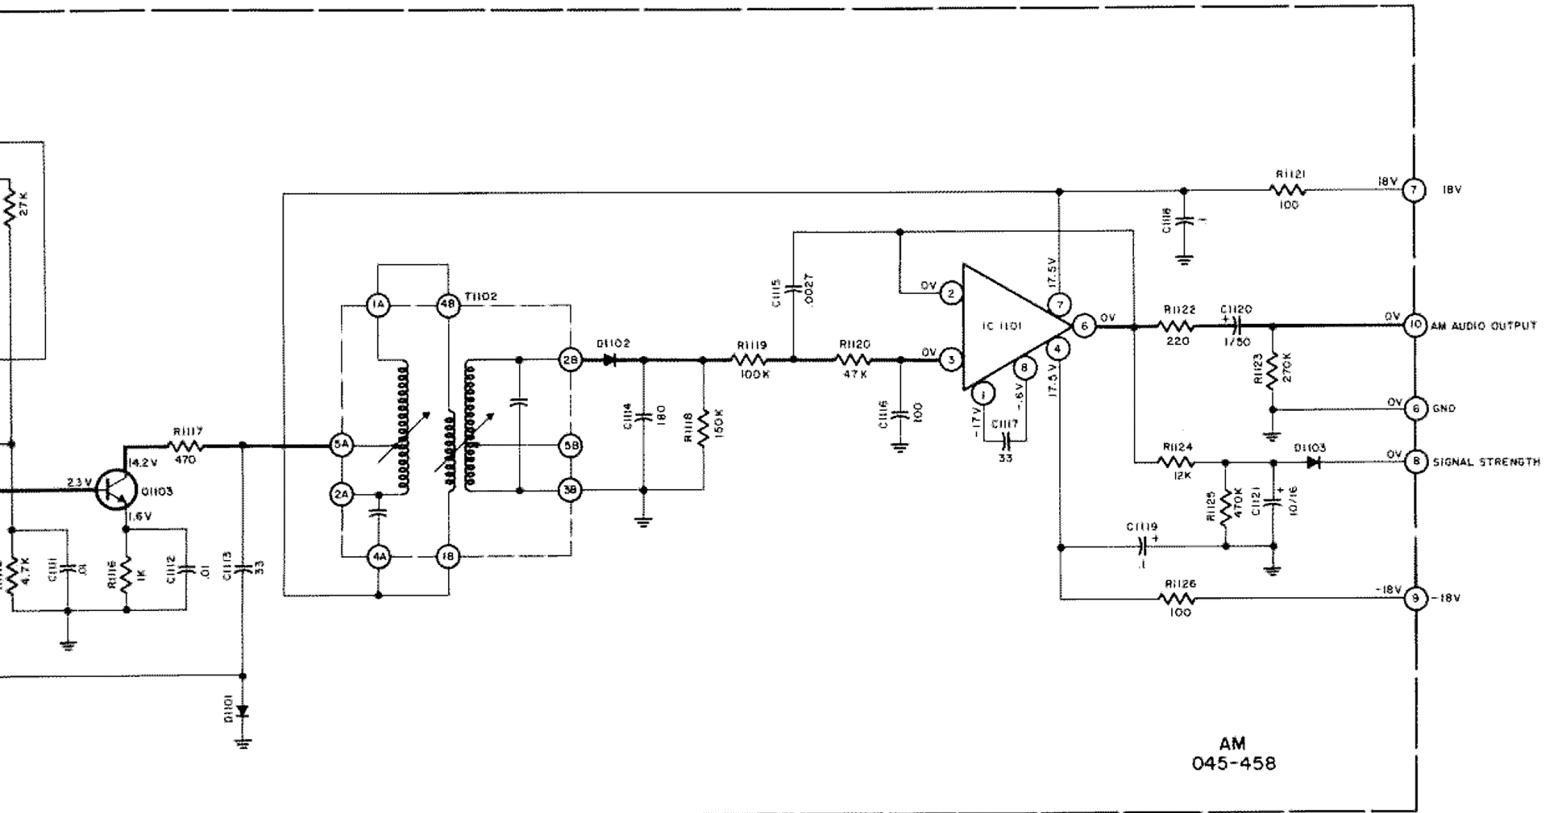 27K
R1121
100
18V
7
18V
C1118
.1
1A
4B
T1102
C1115
.0027
17.5V
0V
2
7
IC 1101
6
0V
R1122
220
C1120
+
1/50
0V
10
AM AUDIO OUTPUT
D1102
2B
R1119
100K
R1120
47K
0V
3
4
8
1
-17V
-.6V
17.5V
C1117
33
C1116
100
C1114
180
R1118
150K
R1123
270K
0V
6
GND
R1117
470
5A
5B
14.2V
2.3V
Q1103
1.6V
2A
3B
R1124
12K
D1103
0V
8
SIGNAL STRENGTH
R1125
470K
C1121
+
10/16
C1119
+
.1
4.7K
C1111
.01
R1116
1K
C1112
.01
C1113
33
4A
1B
R1126
100
-18V
9
-18V
D1101
AM
045-458